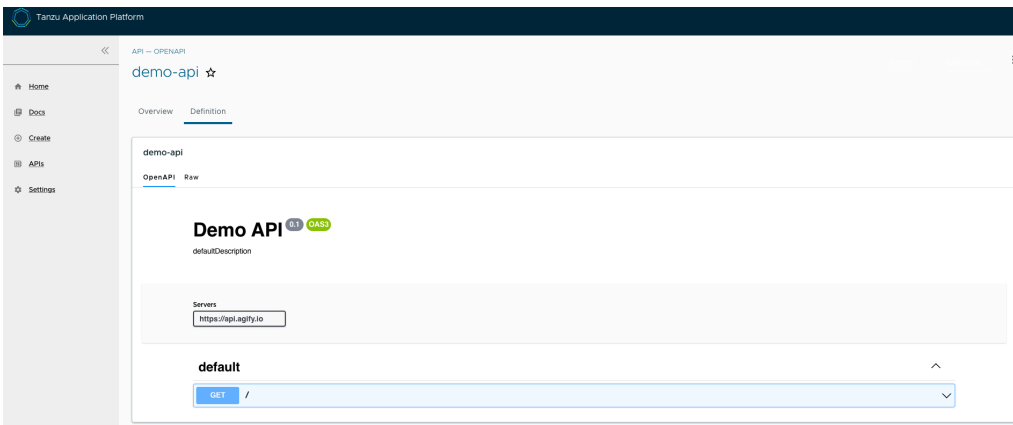 Tanzu Application Platform
API — OPENAPI
demo-api
Home
Docs
Create
APIs
Settings
Overview Definition
demo-api
OpenAPI Raw
Demo API 0.1 OAS3
defaultDescription
Servers
https://api.agify.io
default
GET /